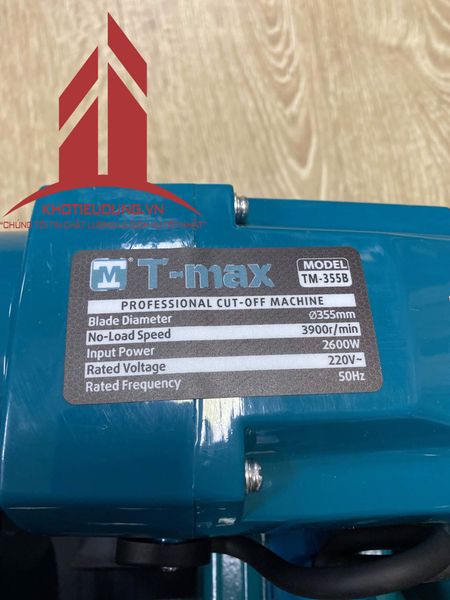 KHOTIEUDUNG.VN
M T-max
MODEL
TM-355B
PROFESSIONAL CUT-OFF MACHINE
Blade Diameter Ø355mm
No-Load Speed 3900r/min
Input Power 2600W
Rated Voltage 220V~
Rated Frequency 50Hz